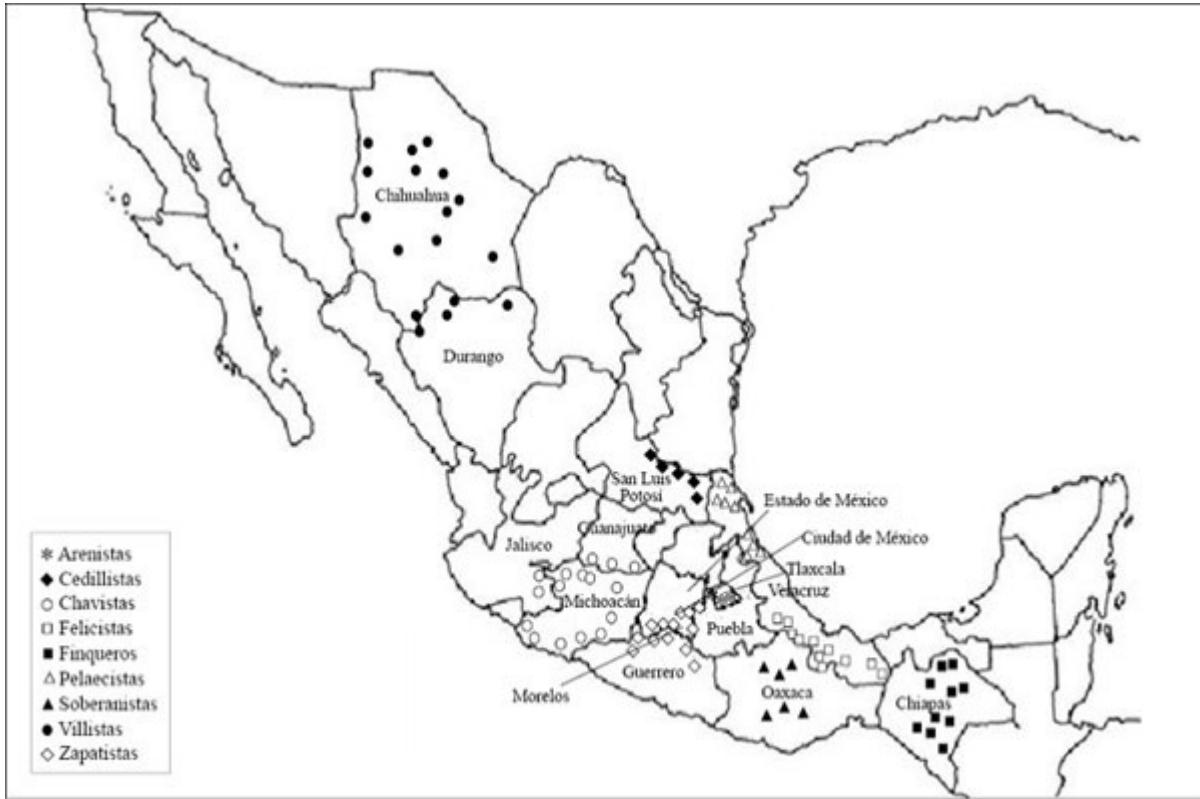 Chihuahua
Durango
San Luis
Potosí
Estado de México
Guanajuato
Ciudad de México
Jalisco
Tlaxcala
Michoacán
Veracruz
Puebla
Guerrero
Morelos
Oaxaca
Chiapas
Arenistas
Cedillistas
Chavistas
Felicistas
Finqueros
Pelaecistas
Soberanistas
Villistas
Zapatistas